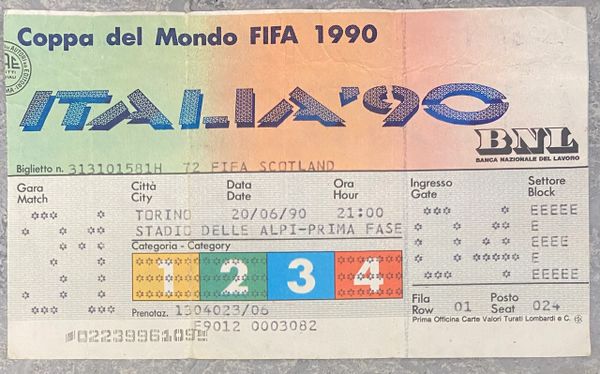 Coppa del Mondo FIFA 1990
ITALIA'90
BNL
BANCA NAZIONALE DEL LAVORO
Biglietto n. 313101581H 72 FIFA SCOTLAND
Gara Città Data Ora Ingresso Settore
Match City Date Hour Gate Block
TORINO 20/06/90 21:00
STADIO DELLE ALPI-PRIMA FASE
Categoria - Category
1 2 3 4
Fila Posto
Row 01 Seat 024
Prenotaz. 1304023/06
E9012 0003082
Prima Officina Carte Valori Turati Lombardi e C.